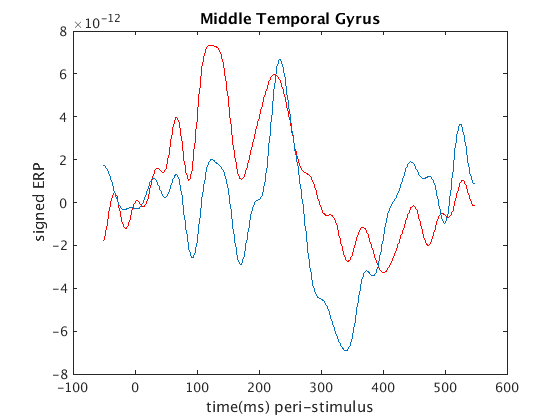 Middle Temporal Gyrus
×10⁻¹²
8
6
4
2
0
-2
-4
-6
-8
signed ERP
-100 0 100 200 300 400 500 600
time(ms) peri-stimulus